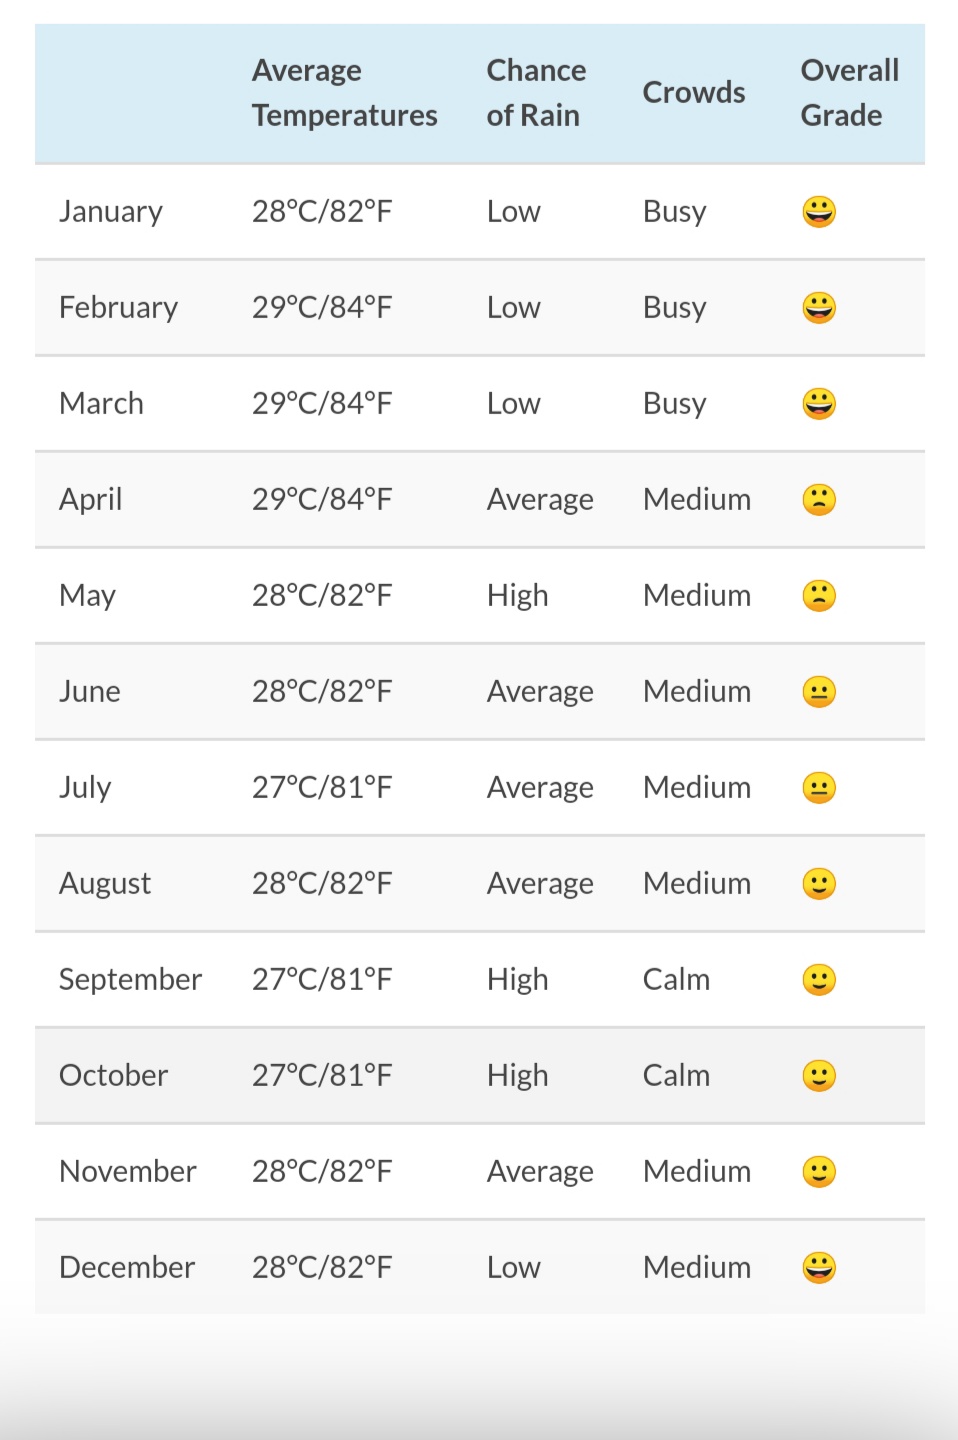 Average Temperatures Chance of Rain Crowds Overall Grade
January 28°C/82°F Low Busy 😀
February 29°C/84°F Low Busy 😀
March 29°C/84°F Low Busy 😀
April 29°C/84°F Average Medium 🙁
May 28°C/82°F High Medium 🙁
June 28°C/82°F Average Medium 😐
July 27°C/81°F Average Medium 😐
August 28°C/82°F Average Medium 🙂
September 27°C/81°F High Calm 🙂
October 27°C/81°F High Calm 🙂
November 28°C/82°F Average Medium 🙂
December 28°C/82°F Low Medium 😀